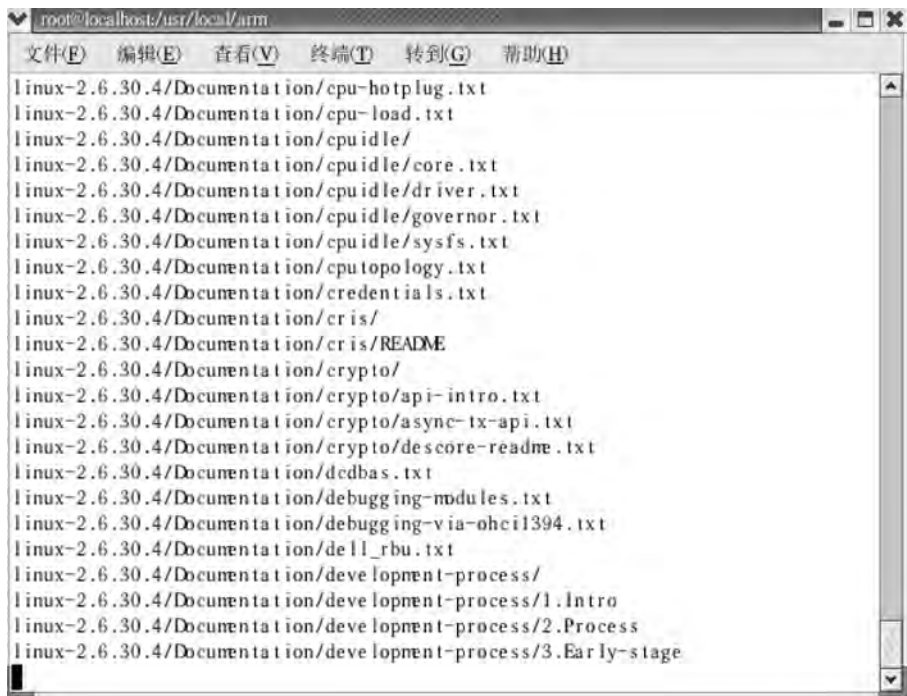 root@localhost:/usr/local/arm
文件(F) 编辑(E) 查看(V) 终端(T) 转到(G) 帮助(H)
linux-2.6.30.4/Documentation/cpu-hotplug.txt
linux-2.6.30.4/Documentation/cpu-load.txt
linux-2.6.30.4/Documentation/cpuidle/
linux-2.6.30.4/Documentation/cpuidle/core.txt
linux-2.6.30.4/Documentation/cpuidle/driver.txt
linux-2.6.30.4/Documentation/cpuidle/governor.txt
linux-2.6.30.4/Documentation/cpuidle/sysfs.txt
linux-2.6.30.4/Documentation/cputopology.txt
linux-2.6.30.4/Documentation/credentials.txt
linux-2.6.30.4/Documentation/cris/
linux-2.6.30.4/Documentation/cris/README
linux-2.6.30.4/Documentation/crypto/
linux-2.6.30.4/Documentation/crypto/api-intro.txt
linux-2.6.30.4/Documentation/crypto/async-tx-api.txt
linux-2.6.30.4/Documentation/crypto/descore-readme.txt
linux-2.6.30.4/Documentation/dcdbas.txt
linux-2.6.30.4/Documentation/debugging-modules.txt
linux-2.6.30.4/Documentation/debugging-via-ohci1394.txt
linux-2.6.30.4/Documentation/dell_rbu.txt
linux-2.6.30.4/Documentation/development-process/
linux-2.6.30.4/Documentation/development-process/1.Intro
linux-2.6.30.4/Documentation/development-process/2.Process
linux-2.6.30.4/Documentation/development-process/3.Early-stage